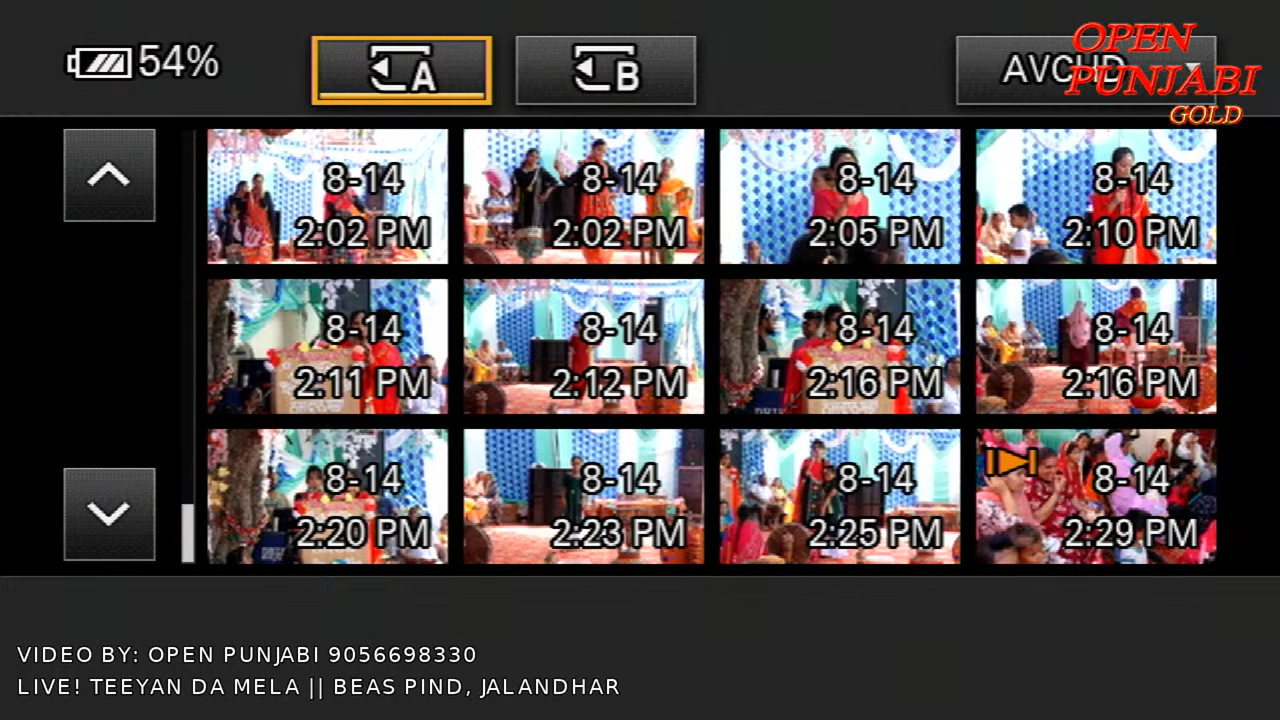 54%
A
B
AVCHD
OPEN
PUNJABI
GOLD
8-14
2:02 PM
8-14
2:02 PM
8-14
2:05 PM
8-14
2:10 PM
8-14
2:11 PM
8-14
2:12 PM
8-14
2:16 PM
8-14
2:16 PM
8-14
2:20 PM
8-14
2:23 PM
8-14
2:25 PM
8-14
2:29 PM
VIDEO BY: OPEN PUNJABI 9056698330
LIVE! TEEYAN DA MELA || BEAS PIND, JALANDHAR